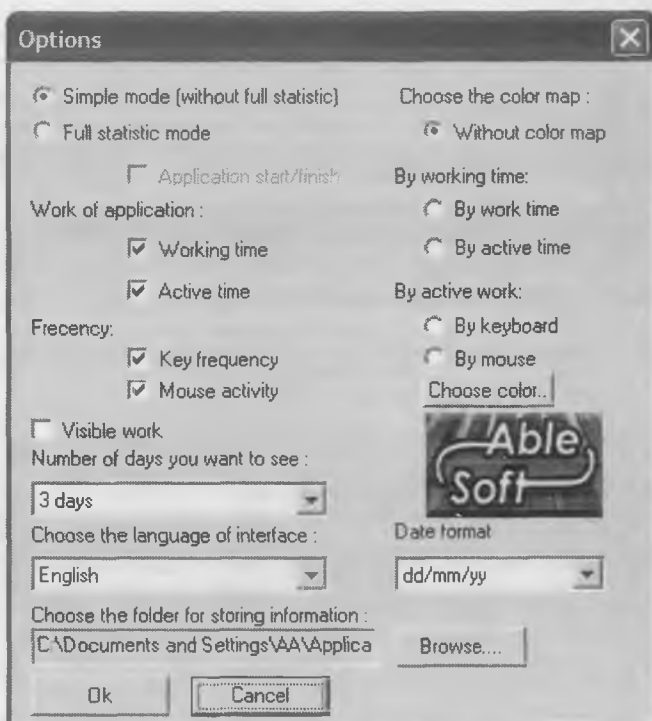 Options
Simple mode (without full statistic)
Full statistic mode
Application start/finish
Work of application :
Working time
Active time
Frecency:
Key frequency
Mouse activity
Visible work
Number of days you want to see :
3 days
Choose the language of interface :
English
Choose the folder for storing information :
C:\Documents and Settings\AA\Applica
Ok
Cancel
Choose the color map :
Without color map
By working time:
By work time
By active time
By active work:
By keyboard
By mouse
Choose color..
Able
Soft
Date format
dd/mm/yy
Browse....